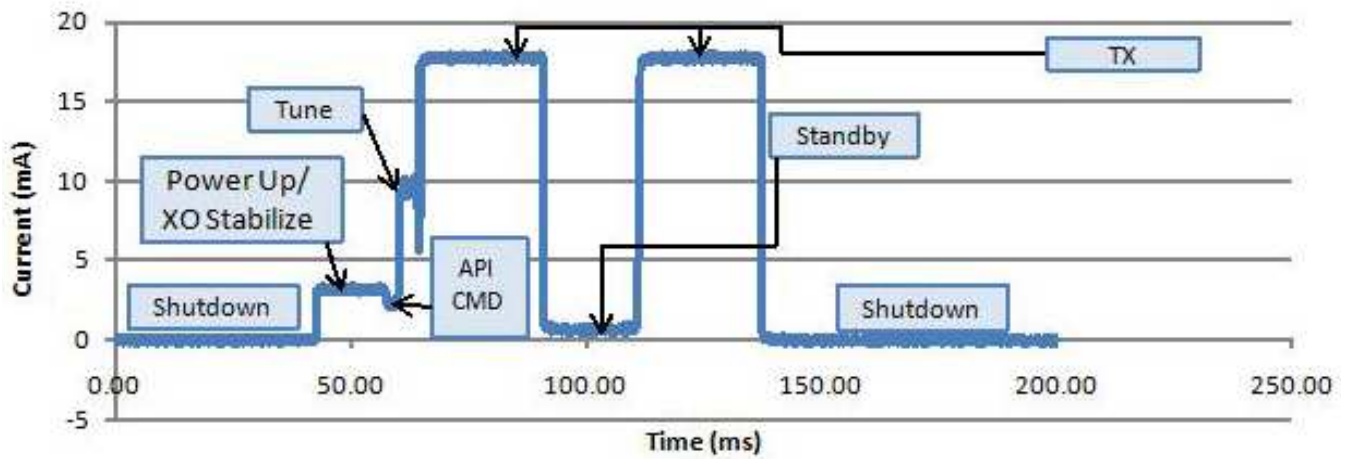 20
15
10
5
0
-5
Current (mA)
TX
Tune
Standby
Power Up/
XO Stabilize
API
CMD
Shutdown
Shutdown
0.00 50.00 100.00 150.00 200.00 250.00
Time (ms)